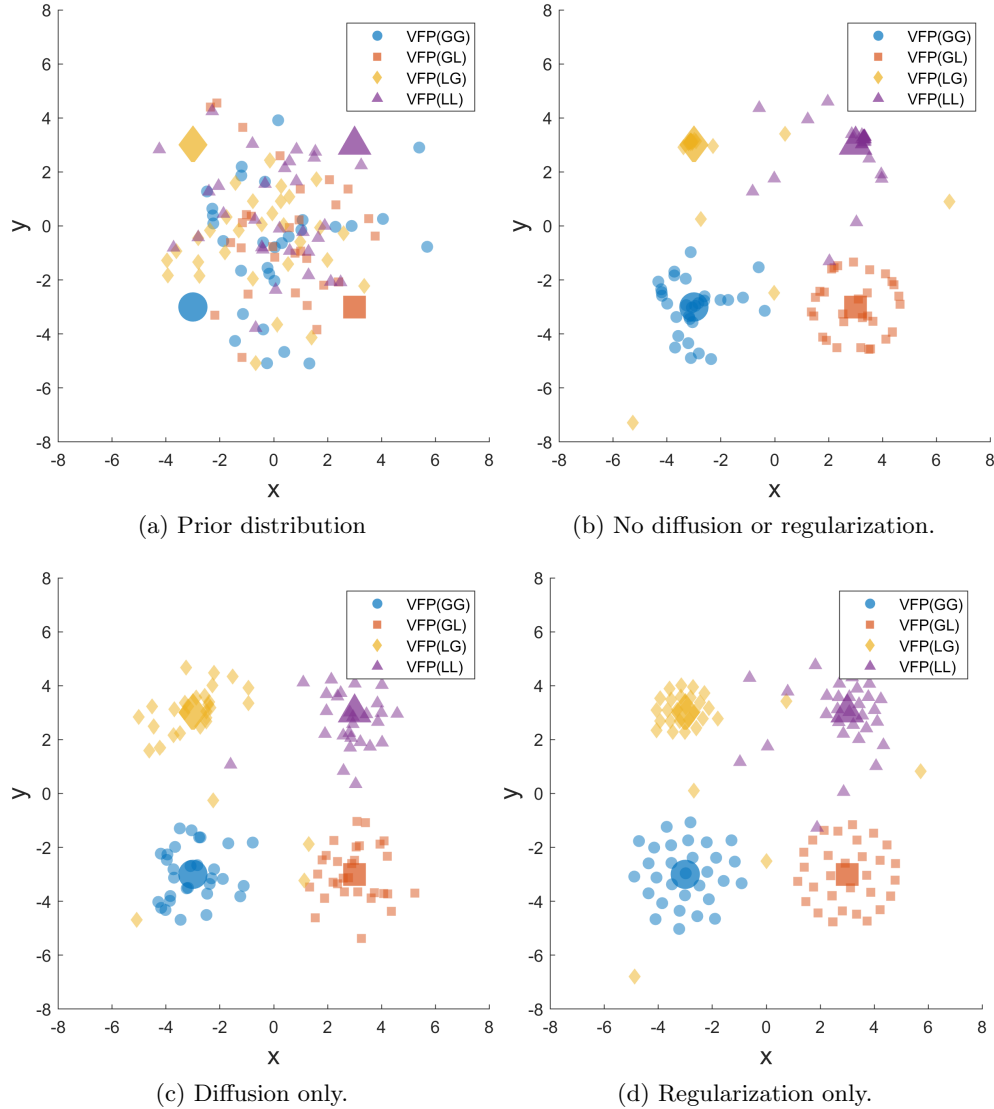 8
6
4
2
0
-2
-4
-6
-8
y
-8 -6 -4 -2 0 2 4 6 8
x
VFP(GG)
VFP(GL)
VFP(LG)
VFP(LL)
(a) Prior distribution
8
6
4
2
0
-2
-4
-6
-8
y
-8 -6 -4 -2 0 2 4 6 8
x
VFP(GG)
VFP(GL)
VFP(LG)
VFP(LL)
(b) No diffusion or regularization.
8
6
4
2
0
-2
-4
-6
-8
y
-8 -6 -4 -2 0 2 4 6 8
x
VFP(GG)
VFP(GL)
VFP(LG)
VFP(LL)
(c) Diffusion only.
8
6
4
2
0
-2
-4
-6
-8
y
-8 -6 -4 -2 0 2 4 6 8
x
VFP(GG)
VFP(GL)
VFP(LG)
VFP(LL)
(d) Regularization only.